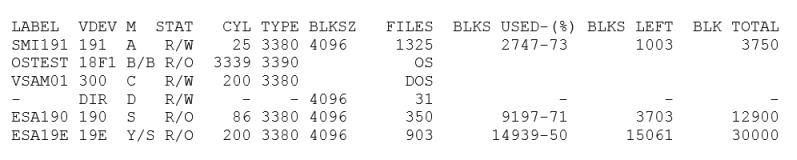 LABEL  VDEV M   STAT   CYL TYPE BLKSZ   FILES  BLKS USED-(%) BLKS LEFT  BLK TOTAL
SMI191 191  A    R/W    25 3380 4096     1325        2747-73      1003       3750
OSTEST 18F1 B/B  R/O  3339 3390            OS
VSAM01 300  C    R/W   200 3380           DOS
-      DIR  D    R/W     -    - 4096       31              -         -          -
ESA190 190  S    R/O    86 3380 4096      350        9197-71      3703      12900
ESA19E 19E  Y/S  R/O   200 3380 4096      903       14939-50     15061      30000